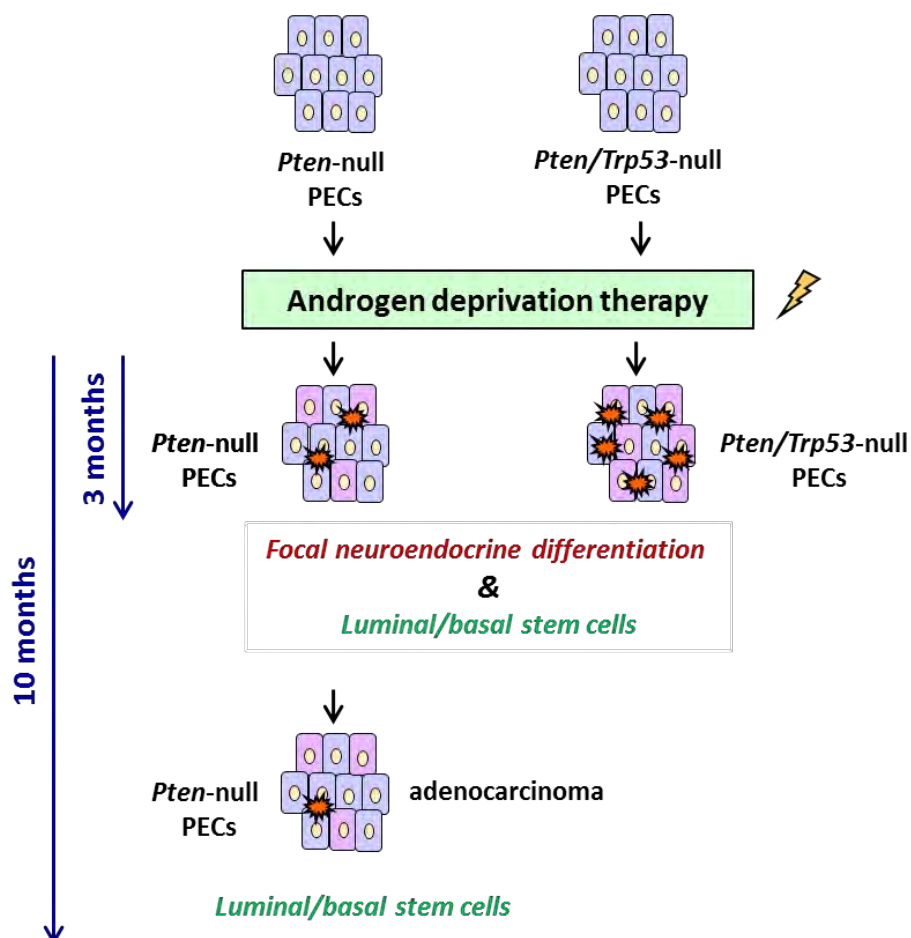 Pten-null
PECs
Pten/Trp53-null
PECs
Androgen deprivation therapy
3 months
10 months
Pten-null
PECs
Pten/Trp53-null
PECs
Focal neuroendocrine differentiation
&
Luminal/basal stem cells
Pten-null
PECs
adenocarcinoma
Luminal/basal stem cells